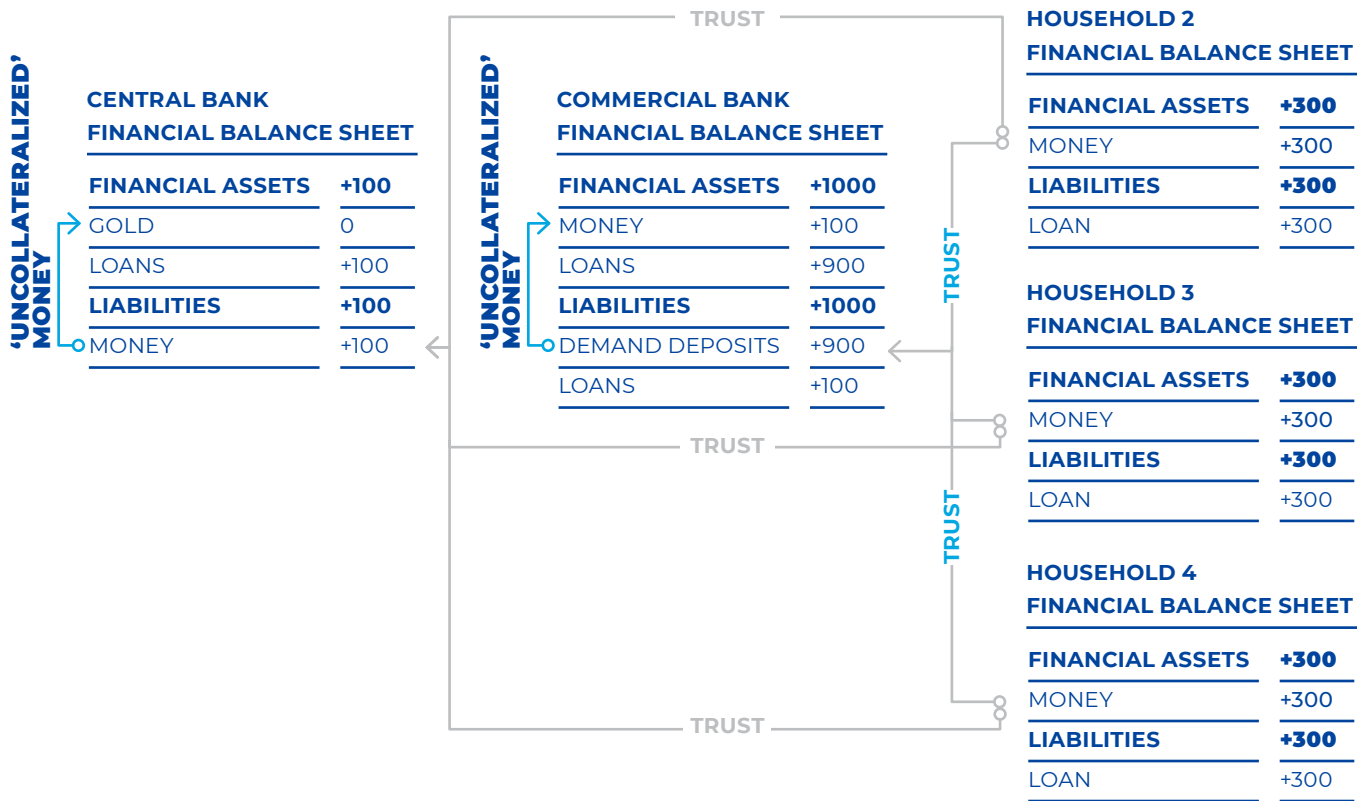 TRUST
'UNCOLLATERALIZED'
MONEY
CENTRAL BANK
FINANCIAL BALANCE SHEET
FINANCIAL ASSETS +100
GOLD 0
LOANS +100
LIABILITIES +100
MONEY +100
'UNCOLLATERALIZED'
MONEY
COMMERCIAL BANK
FINANCIAL BALANCE SHEET
FINANCIAL ASSETS +1000
MONEY +100
LOANS +900
LIABILITIES +1000
DEMAND DEPOSITS +900
LOANS +100
TRUST
TRUST
TRUST
TRUST
HOUSEHOLD 2
FINANCIAL BALANCE SHEET
FINANCIAL ASSETS +300
MONEY +300
LIABILITIES +300
LOAN +300
HOUSEHOLD 3
FINANCIAL BALANCE SHEET
FINANCIAL ASSETS +300
MONEY +300
LIABILITIES +300
LOAN +300
HOUSEHOLD 4
FINANCIAL BALANCE SHEET
FINANCIAL ASSETS +300
MONEY +300
LIABILITIES +300
LOAN +300